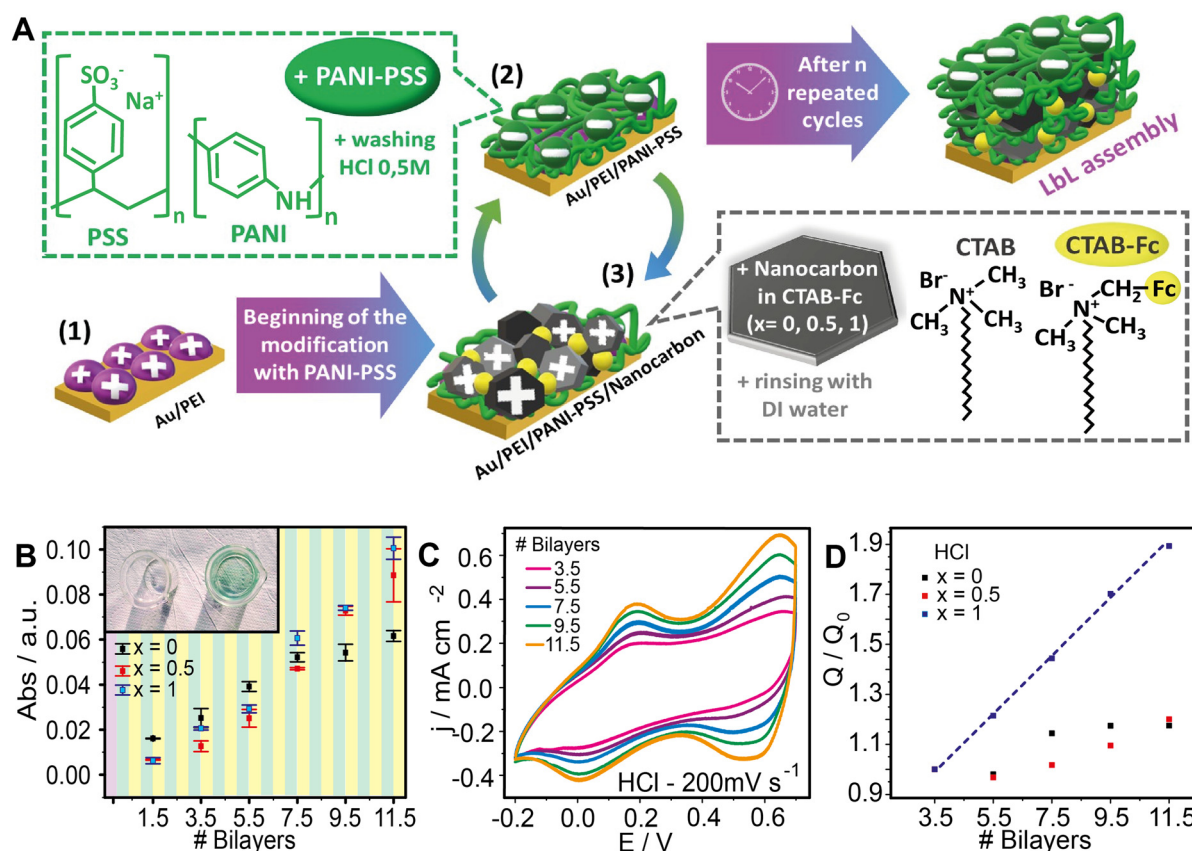 A
SO₃⁻
Na⁺
n
PSS
NH
n
PANI
+ PANI-PSS
+ washing
HCl 0,5M
(2)
Au/PEI/PANI-PSS
After n
repeated
cycles
LbL assembly
(1)
Au/PEI
Beginning of the
modification
with PANI-PSS
(3)
Au/PEI/PANI-PSS/Nanocarbon
+ Nanocarbon
in CTAB-Fc
(x= 0, 0.5, 1)
+ rinsing with
DI water
CTAB
Br⁻
CH₃
N⁺
CH₃
CH₃
CTAB-Fc
Br⁻
CH₂
Fc
N⁺
CH₃
CH₃
B
Abs / a.u.
0.10
0.08
0.06
0.04
0.02
0.00
x = 0
x = 0.5
x = 1
1.5 3.5 5.5 7.5 9.5 11.5
# Bilayers
C
j / mA cm⁻²
0.6
0.4
0.2
0.0
-0.2
-0.4
# Bilayers
3.5
5.5
7.5
9.5
11.5
HCl - 200mV s⁻¹
-0.2 0.0 0.2 0.4 0.6
E / V
D
Q / Q₀
1.9
1.7
1.5
1.3
1.1
0.9
HCl
x = 0
x = 0.5
x = 1
3.5 5.5 7.5 9.5 11.5
# Bilayers